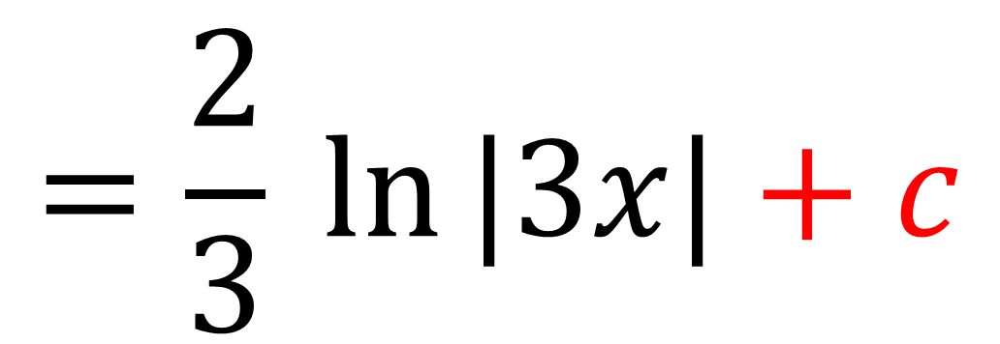 = 2/3 ln |3x| + c